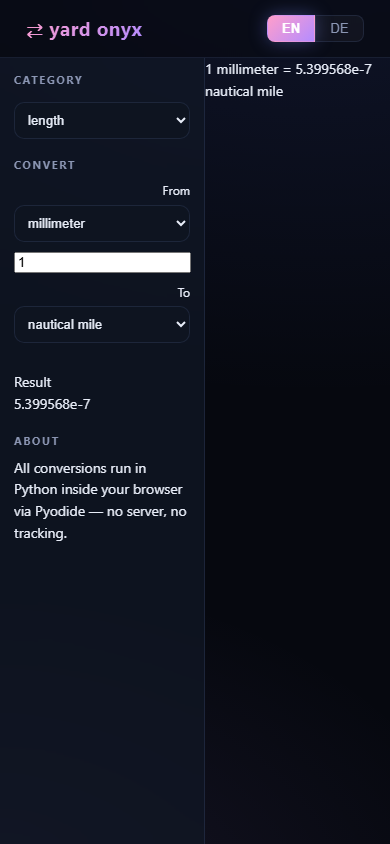 ⇄ yard onyx
EN
DE
CATEGORY
length
CONVERT
From
millimeter
1
To
nautical mile
Result
5.399568e-7
ABOUT
All conversions run in
Python inside your browser
via Pyodide — no server, no
tracking.
1 millimeter = 5.399568e-7
nautical mile